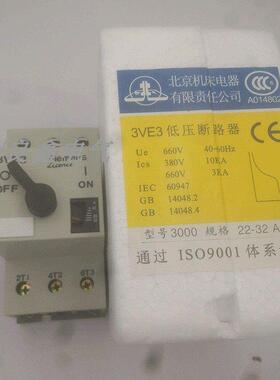 北京机床电器
有限责任公司
A014802
3VE3 低压断路器
Ue 660V 40-60Hz
Ics 380V 10KA
660V 3KA
IEC 60947
GB 14048.2
GB 14048.4
型号 3000 规格 22-32 A
通过 ISO9001 体系
Licence
O
OFF
I
ON
2T1 4T2 6T3